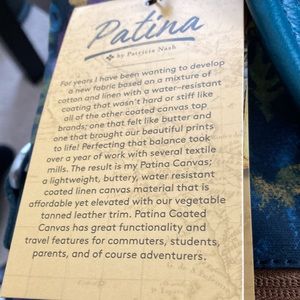 Patina
by Patricia Nash
For years I have been wanting to develop
a new fabric based on a mixture of
cotton and linen with a water-resistant
coating that wasn't hard or stiff like
all of the other coated canvas top
brands; one that felt like butter and
one that brought our beautiful prints
to life! Perfecting that balance took
over a year of work with several textile
mills. The result is my Patina Canvas;
a lightweight, buttery, water resistant
coated linen canvas material that is
affordable yet elevated with our vegetable
tanned leather trim. Patina Coated
Canvas has great functionality and
travel features for commuters, students,
parents, and of course adventurers.